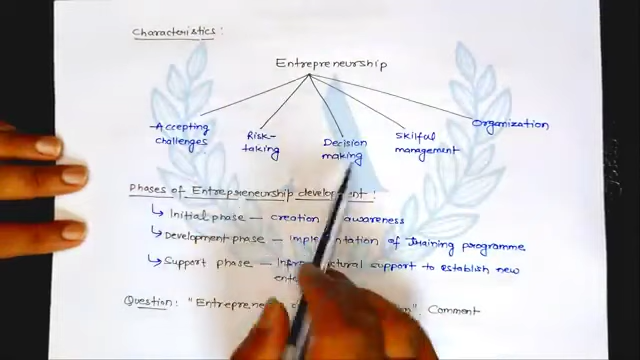 Characteristics:
Entrepreneurship
Accepting challenges
Risk-taking
Decision making
Skilful management
Organization
Phases of Entrepreneurship development:
↳ Initial phase — creation awareness
↳ Development phase — implementation of training programme
↳ Support phase — support to establish new
Question: " ". Comment